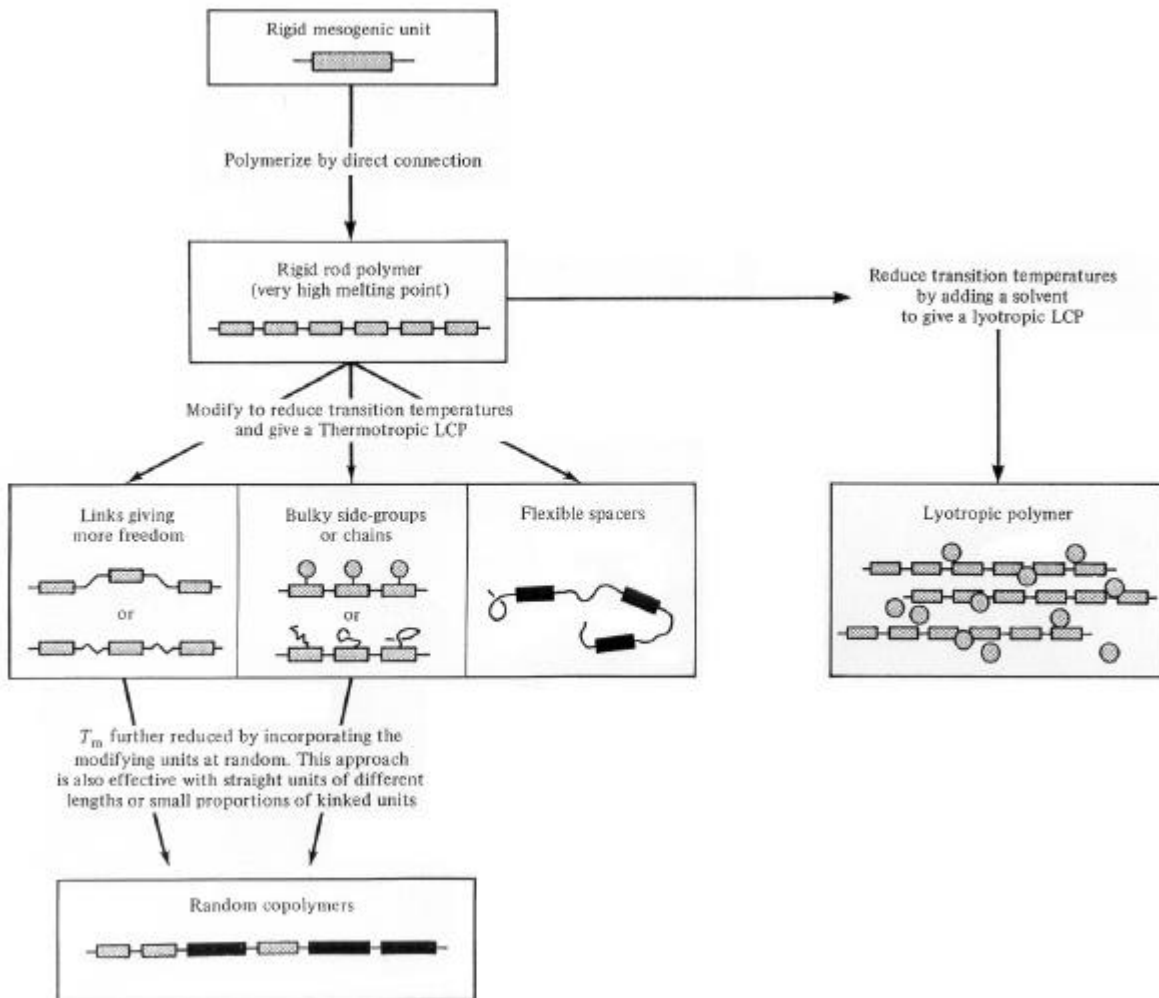 Rigid mesogenic unit
Polymerize by direct connection
Rigid rod polymer
(very high melting point)
Reduce transition temperatures
by adding a solvent
to give a lyotropic LCP
Modify to reduce transition temperatures
and give a Thermotropic LCP
Links giving
more freedom
or
Bulky side-groups
or chains
or
Flexible spacers
Lyotropic polymer
Tm further reduced by incorporating the
modifying units at random. This approach
is also effective with straight units of different
lengths or small proportions of kinked units
Random copolymers